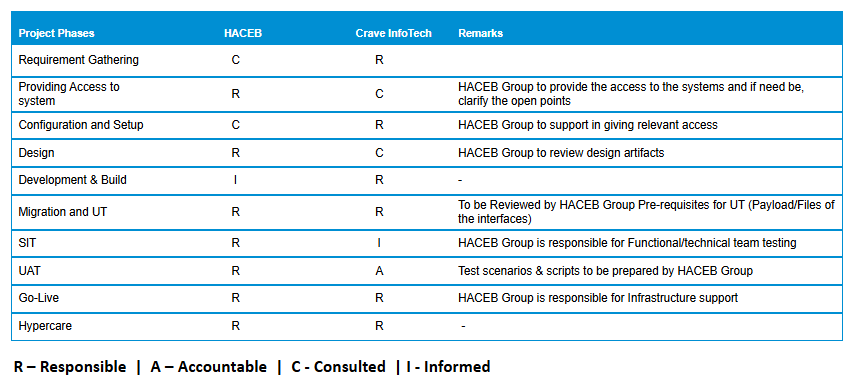 Project Phases HACEB Crave InfoTech Remarks
Requirement Gathering C R
Providing Access to system R C HACEB Group to provide the access to the systems and if need be, clarify the open points
Configuration and Setup C R HACEB Group to support in giving relevant access
Design R C HACEB Group to review design artifacts
Development & Build I R -
Migration and UT R R To be Reviewed by HACEB Group Pre-requisites for UT (Payload/Files of the interfaces)
SIT R I HACEB Group is responsible for Functional/technical team testing
UAT R A Test scenarios & scripts to be prepared by HACEB Group
Go-Live R R HACEB Group is responsible for Infrastructure support
Hypercare R R -
R – Responsible | A – Accountable | C - Consulted | I - Informed